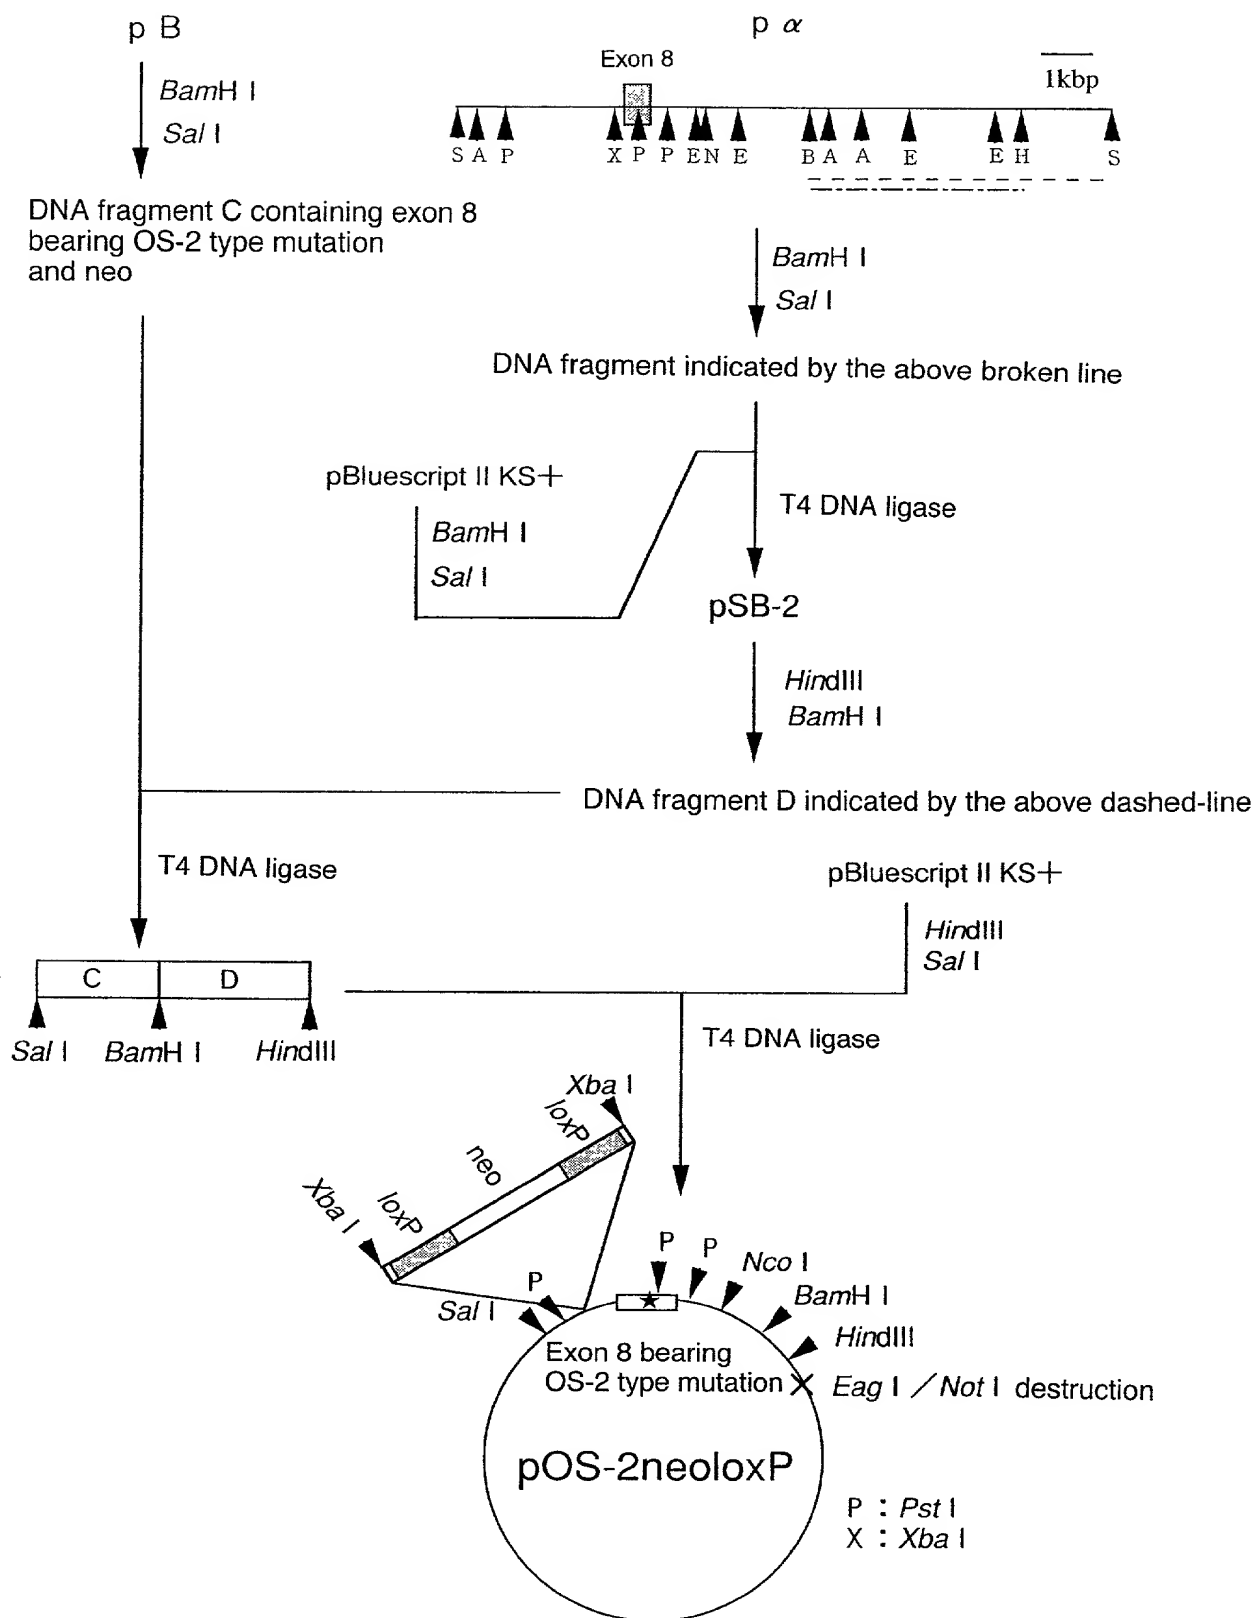 p B
p α
Exon 8
1kbp
BamH I
Sal I
S A P X P P E N E B A A E E H S
DNA fragment C containing exon 8
bearing OS-2 type mutation
and neo
BamH I
Sal I
DNA fragment indicated by the above broken line
pBluescript II KS+
BamH I
Sal I
T4 DNA ligase
pSB-2
HindIII
BamH I
DNA fragment D indicated by the above dashed-line
T4 DNA ligase
pBluescript II KS+
HindIII
Sal I
C D
Sal I BamH I HindIII
T4 DNA ligase
Xba I
loxP
neo
loxP
Xba I
P
Sal I
P
P
Nco I
BamH I
HindIII
Exon 8 bearing
OS-2 type mutation
Eag I / Not I destruction
pOS-2neoloxP
P : Pst I
X : Xba I